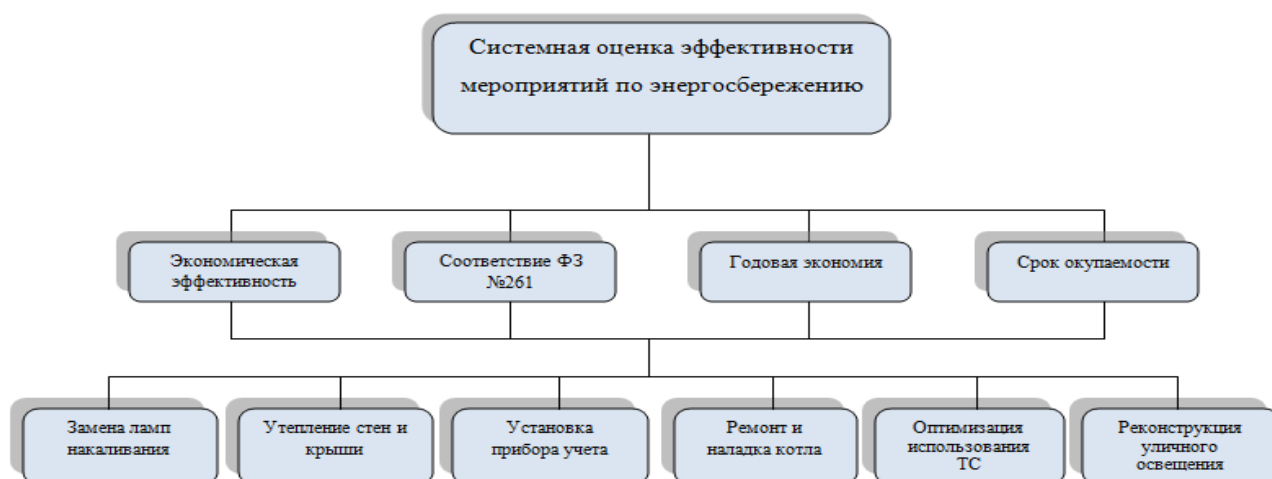 Системная оценка эффективности
мероприятий по энергосбережению
Экономическая
эффективность
Соответствие ФЗ
№261
Годовая экономия
Срок окупаемости
Замена ламп
накаливания
Утепление стен и
крыши
Установка
прибора учета
Ремонт и
наладка котла
Оптимизация
использования
ТС
Реконструкция
уличного
освещения